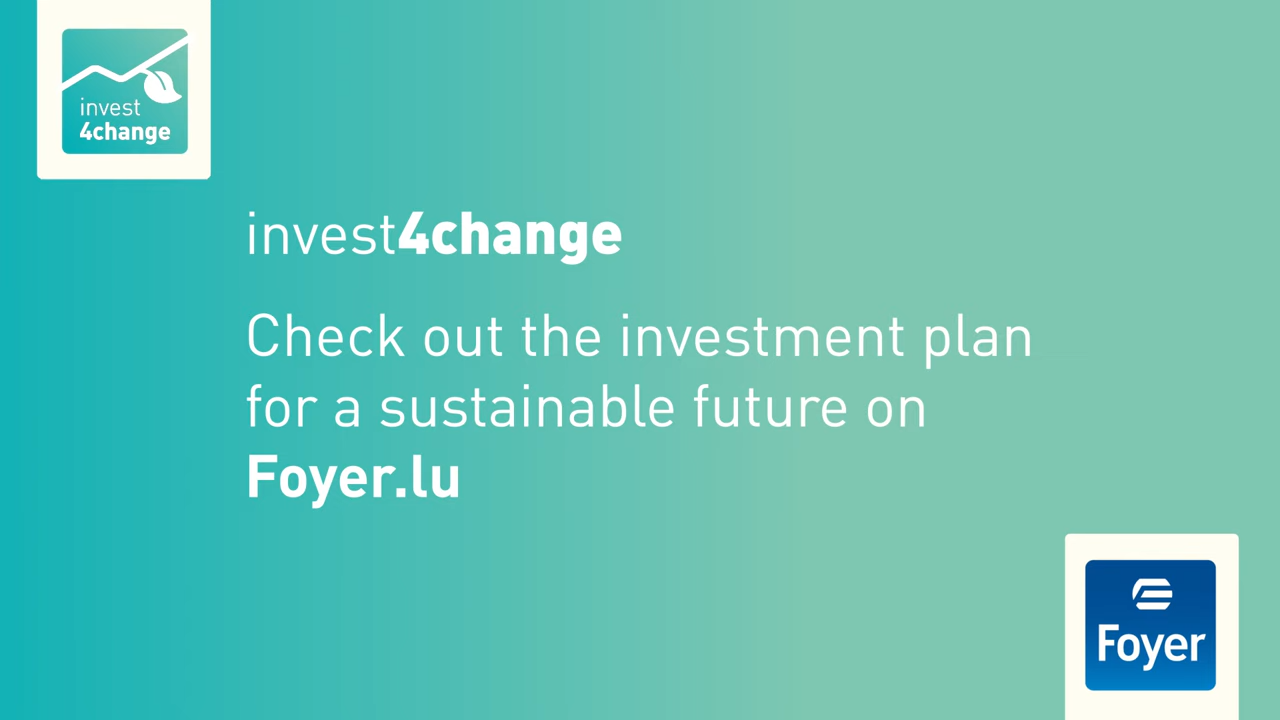 invest
4change
invest4change
Check out the investment plan
for a sustainable future on
Foyer.lu
Foyer